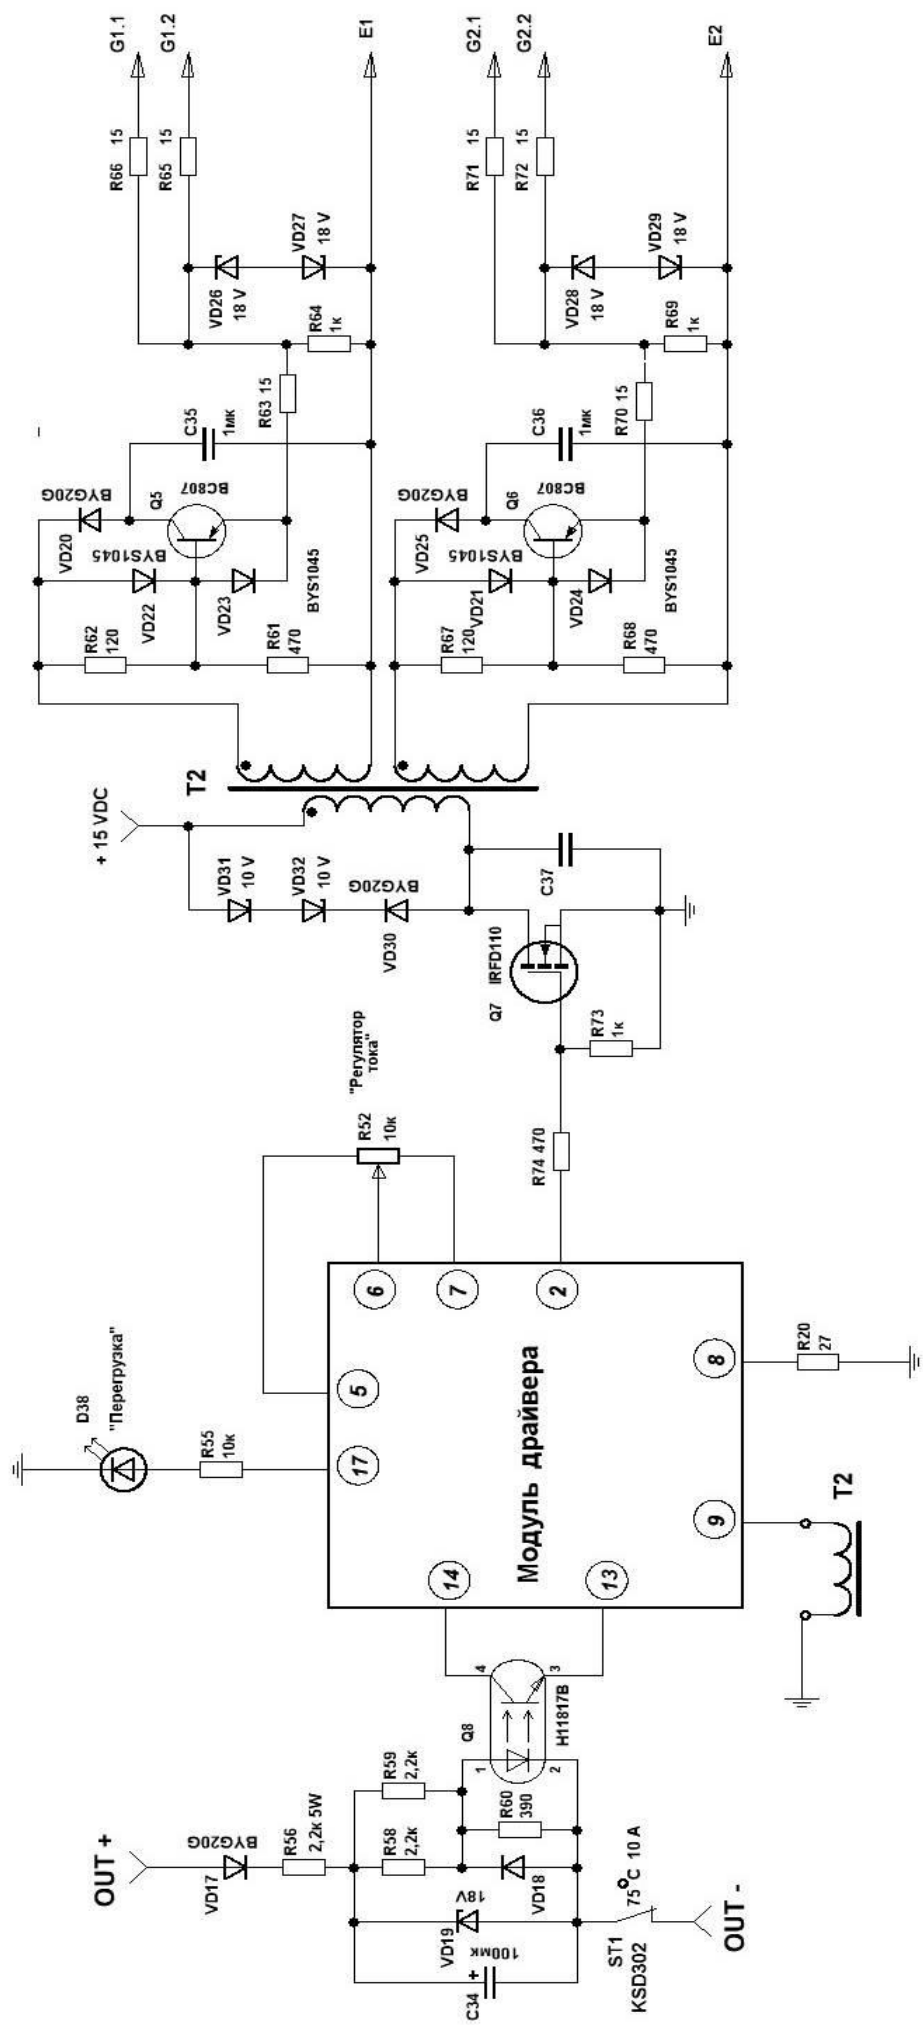 G1.1
G1.2
E1
G2.1
G2.2
E2
R66 15
R65 15
R71 15
R72 15
VD27
18 V
VD26
18 V
R64
1к
VD29
18 V
VD28
18 V
R69
1к
R63 15
C35
1мк
R70 15
C36
1мк
BYG20G
VD20
Q5
BC807
BYS1045
VD22
VD23
BYS1045
R62
120
R61
470
BYG20G
VD25
Q6
BC807
BYS1045
VD21
VD24
BYS1045
R67
120
R68
470
T2
+ 15 VDC
VD31
10 V
VD32
10 V
BYG20G
VD30
C37
Q7 IRFD110
R73
1к
R74 470
"Регулятор
тока"
R52
10к
D38
"Перегрузка"
R55
10к
6
7
2
5
17
8
9
14
13
Модуль драйвера
R20
27
T2
OUT +
BYG20G
VD17
R56
2,2к 5W
R59
2,2к
R58
2,2к
R60
390
Q8
1
2
4
3
H11817B
VD18
18V
VD19
100мк
+
C34
75°C 10 A
ST1
KSD302
OUT -